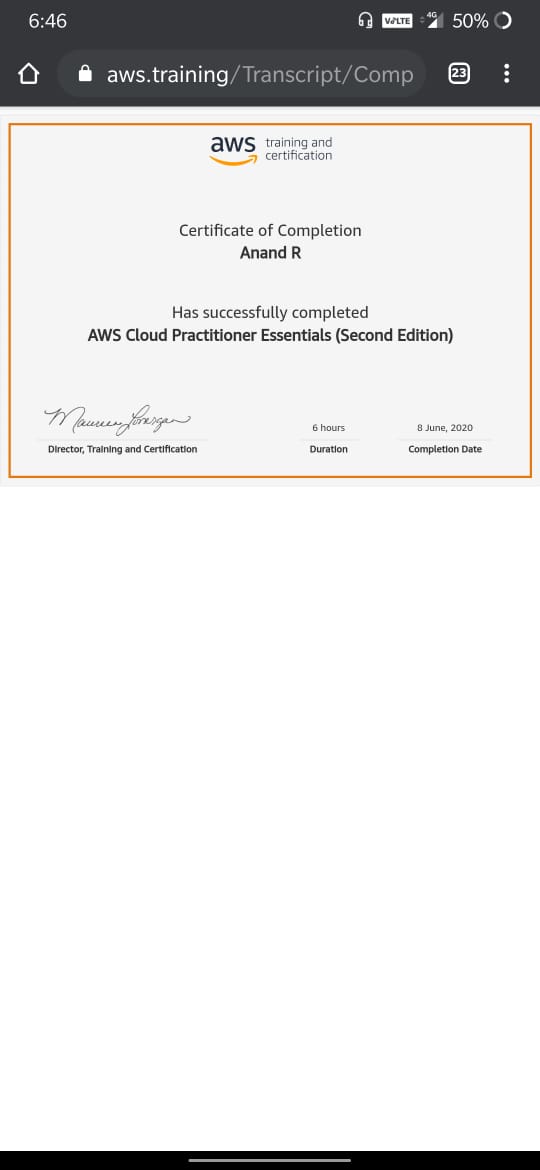 6:46
VoLTE 4G 50%
aws.training/Transcript/Comp 23
aws training and
certification
Certificate of Completion
Anand R
Has successfully completed
AWS Cloud Practitioner Essentials (Second Edition)
Maureen Lonergan 6 hours 8 June, 2020
Director, Training and Certification Duration Completion Date